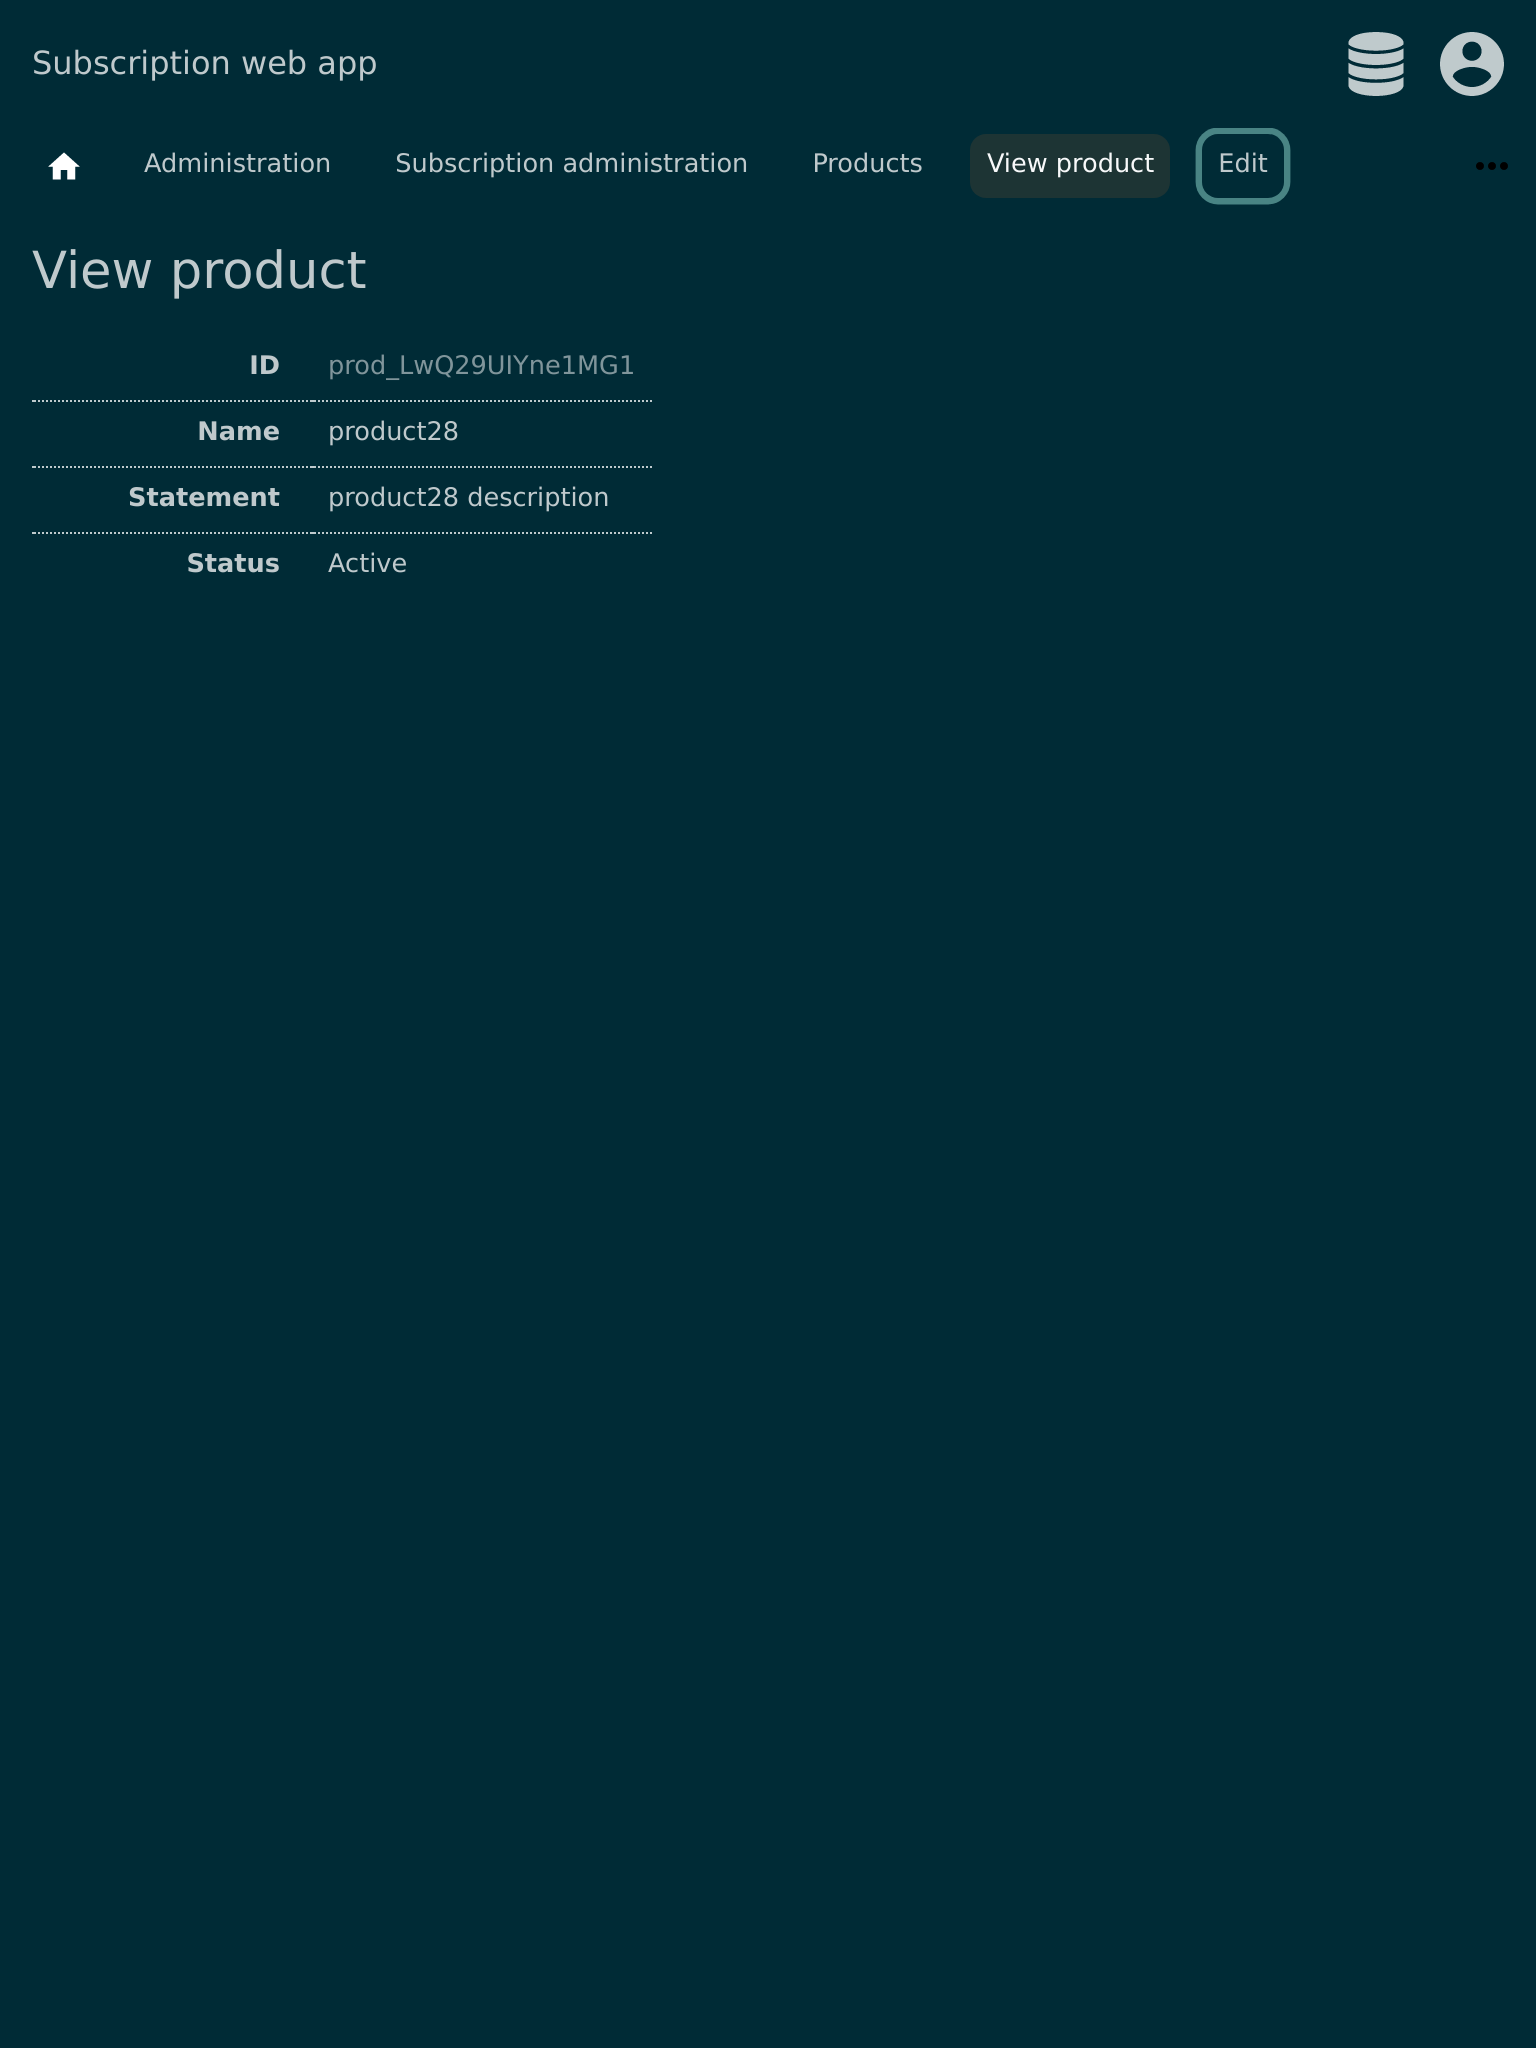 Subscription web app
Administration Subscription administration Products View product Edit
View product
ID prod_LwQ29UIYne1MG1
Name product28
Statement product28 description
Status Active